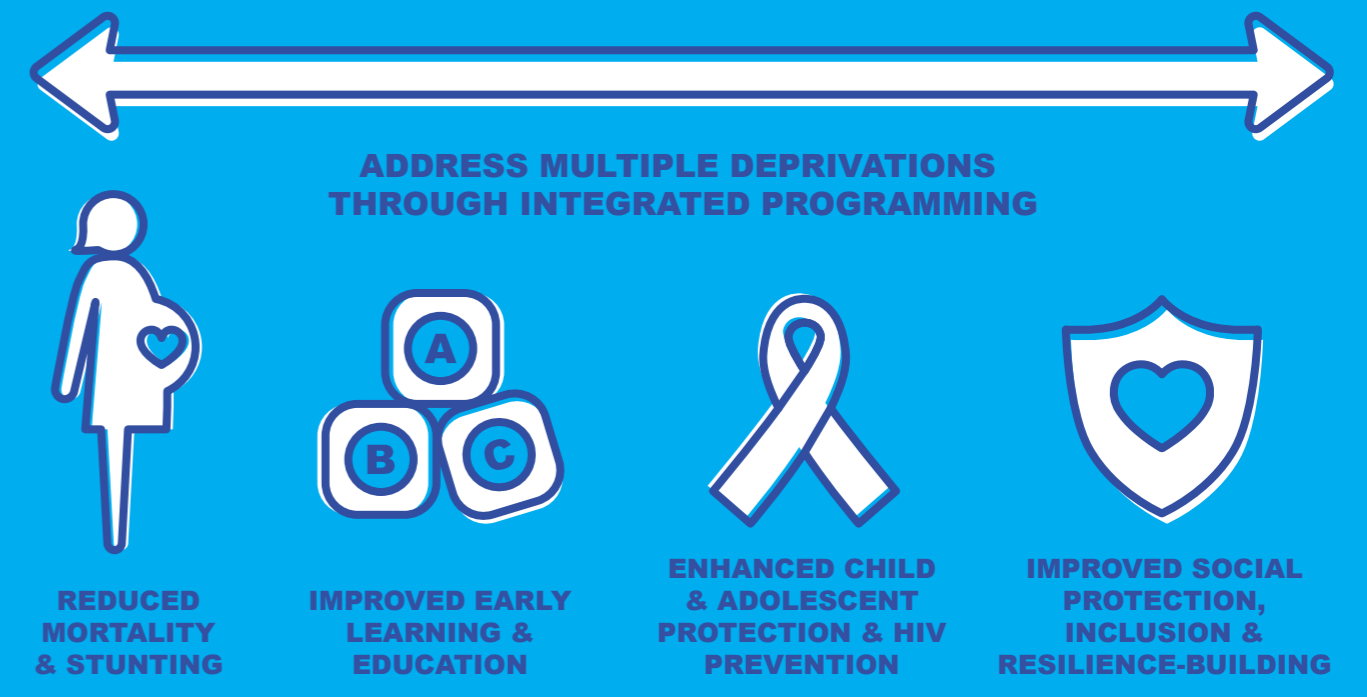 ADDRESS MULTIPLE DEPRIVATIONS
THROUGH INTEGRATED PROGRAMMING
A
B
C
REDUCED
MORTALITY
& STUNTING
IMPROVED EARLY
LEARNING &
EDUCATION
ENHANCED CHILD
& ADOLESCENT
PROTECTION & HIV
PREVENTION
IMPROVED SOCIAL
PROTECTION,
INCLUSION &
RESILIENCE-BUILDING